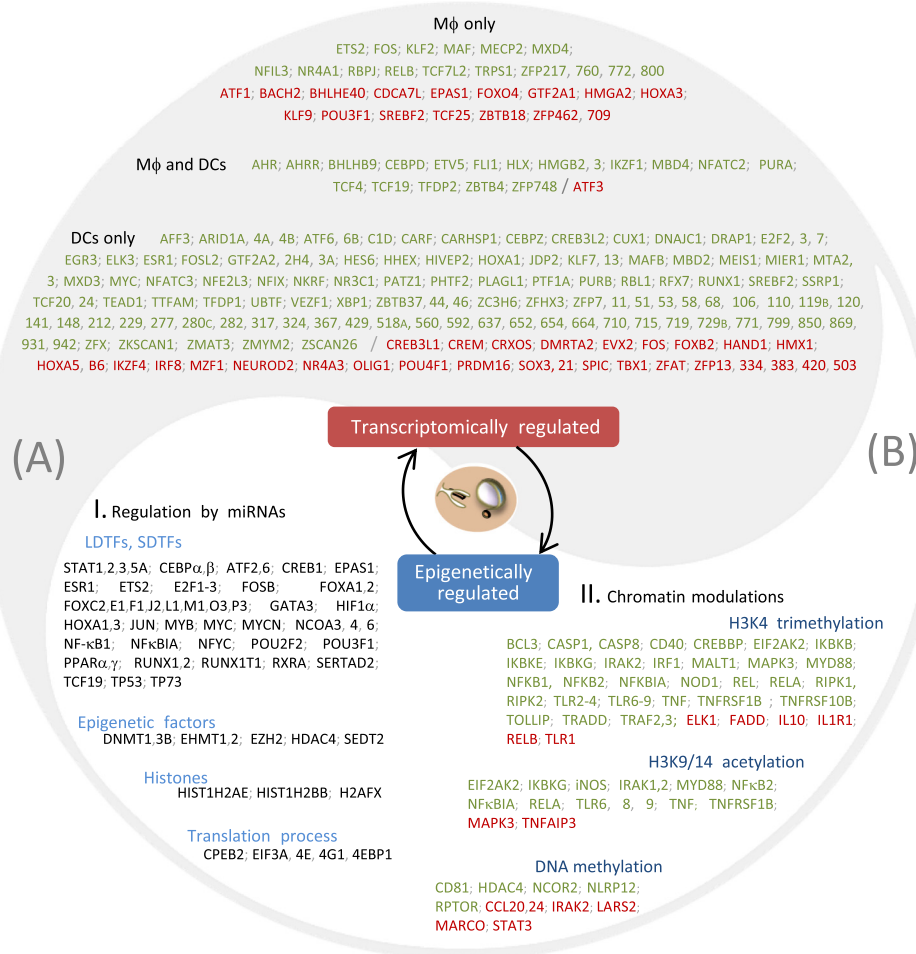 Mϕ only
ETS2; FOS; KLF2; MAF; MECP2; MXD4;
NFIL3; NR4A1; RBPJ; RELB; TCF7L2; TRPS1; ZFP217, 760, 772, 800
ATF1; BACH2; BHLHE40; CDCA7L; EPAS1; FOXO4; GTF2A1; HMGA2; HOXA3;
KLF9; POU3F1; SREBF2; TCF25; ZBTB18; ZFP462, 709
Mϕ and DCs AHR; AHRR; BHLHB9; CEBPD; ETV5; FLI1; HLX; HMGB2, 3; IKZF1; MBD4; NFATC2; PURA;
TCF4; TCF19; TFDP2; ZBTB4; ZFP748 / ATF3
DCs only AFF3; ARID1A, 4A, 4B; ATF6, 6B; C1D; CARF; CARHSP1; CEBPZ; CREB3L2; CUX1; DNAJC1; DRAP1; E2F2, 3, 7;
EGR3; ELK3; ESR1; FOSL2; GTF2A2, 2H4, 3A; HES6; HHEX; HIVEP2; HOXA1; JDP2; KLF7, 13; MAFB; MBD2; MEIS1; MIER1; MTA2,
3; MXD3; MYC; NFATC3; NFE2L3; NFIX; NKRF; NR3C1; PATZ1; PHTF2; PLAGL1; PTF1A; PURB; RBL1; RFX7; RUNX1; SREBF2; SSRP1;
TCF20, 24; TEAD1; TTFAM; TFDP1; UBTF; VEZF1; XBP1; ZBTB37, 44, 46; ZC3H6; ZFHX3; ZFP7, 11, 51, 53, 58, 68, 106, 110, 119B, 120,
141, 148, 212, 229, 277, 280C, 282, 317, 324, 367, 429, 518A, 560, 592, 637, 652, 654, 664, 710, 715, 719, 729B, 771, 799, 850, 869,
931, 942; ZFX; ZKSCAN1; ZMAT3; ZMYM2; ZSCAN26 / CREB3L1; CREM; CRXOS; DMRTA2; EVX2; FOS; FOXB2; HAND1; HMX1;
HOXA5, B6; IKZF4; IRF8; MZF1; NEUROD2; NR4A3; OLIG1; POU4F1; PRDM16; SOX3, 21; SPIC; TBX1; ZFAT; ZFP13, 334, 383, 420, 503
Transcriptomically regulated
(A)
(B)
I. Regulation by miRNAs
LDTFs, SDTFs
STAT1,2,3,5A; CEBPα,β; ATF2,6; CREB1; EPAS1;
ESR1; ETS2; E2F1-3; FOSB; FOXA1,2;
FOXC2,E1,F1,J2,L1,M1,O3,P3; GATA3; HIF1α;
HOXA1,3; JUN; MYB; MYC; MYCN; NCOA3, 4, 6;
NF-κB1; NFκBIA; NFYC; POU2F2; POU3F1;
PPARα,γ; RUNX1,2; RUNX1T1; RXRA; SERTAD2;
TCF19; TP53; TP73
Epigenetic factors
DNMT1,3B; EHMT1,2; EZH2; HDAC4; SEDT2
Histones
HIST1H2AE; HIST1H2BB; H2AFX
Translation process
CPEB2; EIF3A, 4E, 4G1, 4EBP1
Epigenetically
regulated
II. Chromatin modulations
H3K4 trimethylation
BCL3; CASP1, CASP8; CD40; CREBBP; EIF2AK2; IKBKB;
IKBKE; IKBKG; IRAK2; IRF1; MALT1; MAPK3; MYD88;
NFKB1, NFKB2; NFKBIA; NOD1; REL; RELA; RIPK1,
RIPK2; TLR2-4; TLR6-9; TNF; TNFRSF1B ; TNFRSF10B;
TOLLIP; TRADD; TRAF2,3; ELK1; FADD; IL10; IL1R1;
RELB; TLR1
H3K9/14 acetylation
EIF2AK2; IKBKG; iNOS; IRAK1,2; MYD88; NFκB2;
NFκBIA; RELA; TLR6, 8, 9; TNF; TNFRSF1B;
MAPK3; TNFAIP3
DNA methylation
CD81; HDAC4; NCOR2; NLRP12;
RPTOR; CCL20,24; IRAK2; LARS2;
MARCO; STAT3